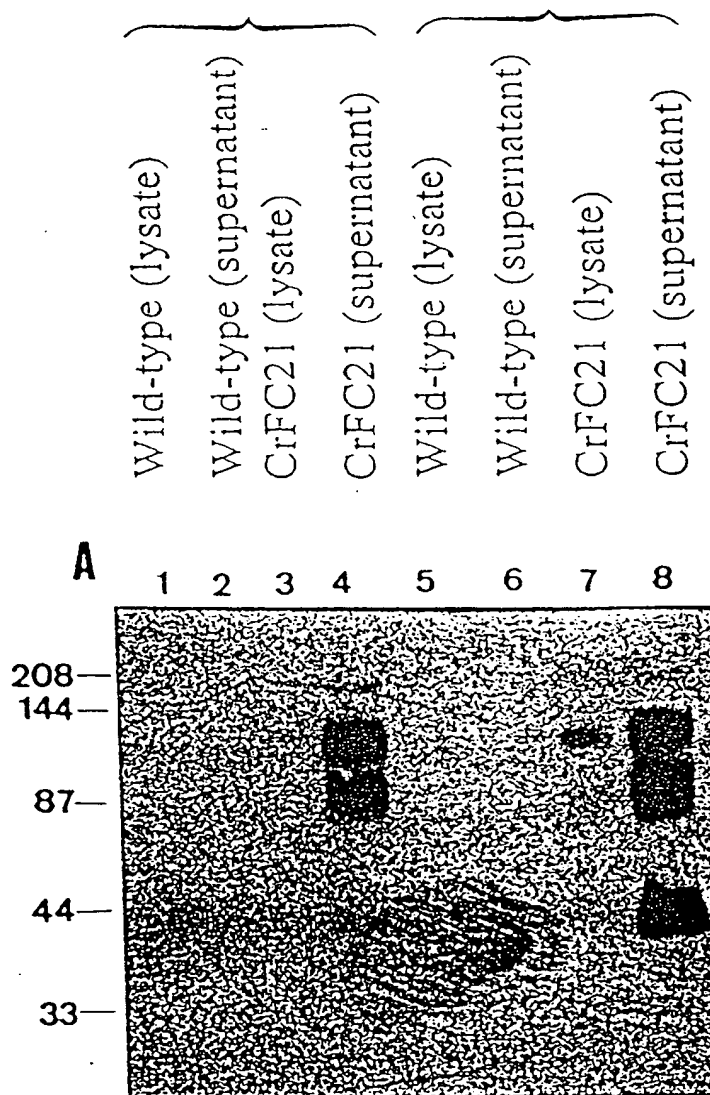 Wild-type (lysate)
Wild-type (supernatant)
CrFC21 (lysate)
CrFC21 (supernatant)
Wild-type (lysate)
Wild-type (supernatant)
CrFC21 (lysate)
CrFC21 (supernatant)
A
1 2 3 4 5 6 7 8
208
144
87
44
33